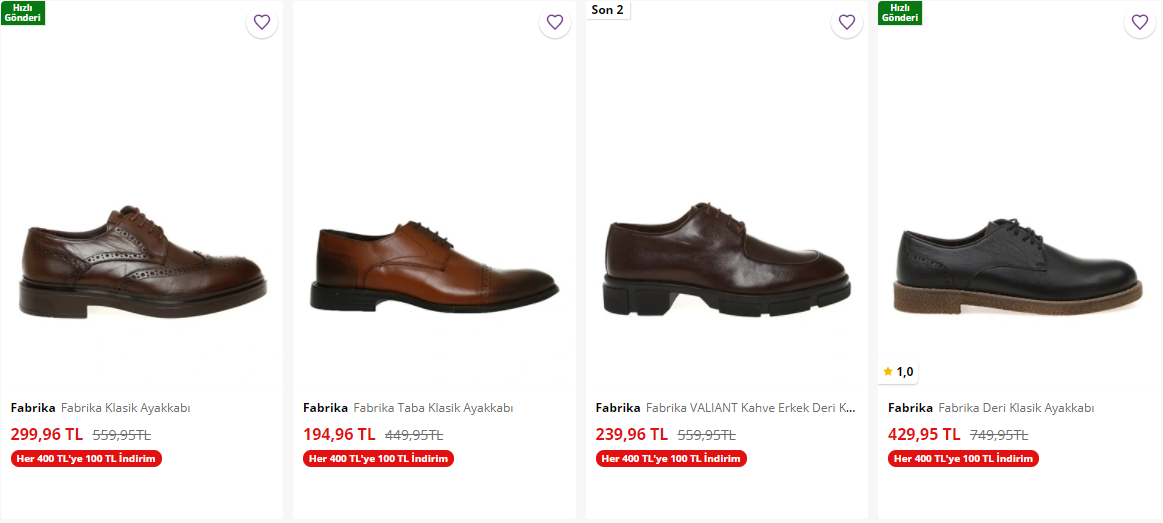 Hızlı
Gönderi
Fabrika Fabrika Klasik Ayakkabı
299,96 TL 559,95TL
Her 400 TL'ye 100 TL İndirim
Fabrika Fabrika Taba Klasik Ayakkabı
194,96 TL 449,95TL
Her 400 TL'ye 100 TL İndirim
Son 2
Fabrika Fabrika VALIANT Kahve Erkek Deri K...
239,96 TL 559,95TL
Her 400 TL'ye 100 TL İndirim
Hızlı
Gönderi
1,0
Fabrika Fabrika Deri Klasik Ayakkabı
429,95 TL 749,95TL
Her 400 TL'ye 100 TL İndirim